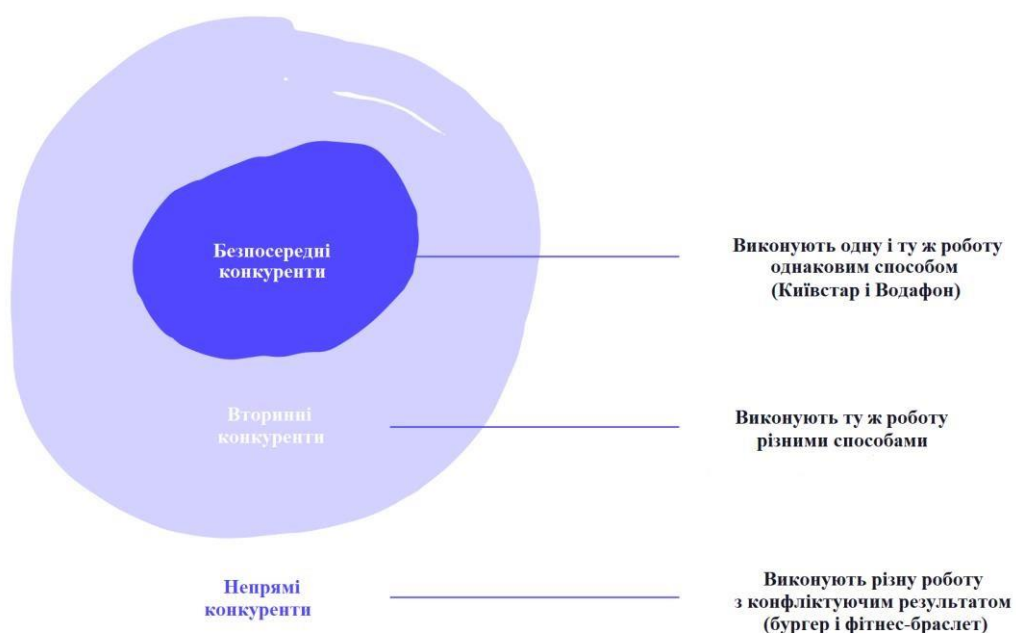 Безпосередні
конкуренти
Виконують одну і ту ж роботу
однаковим способом
(Київстар і Водафон)
Вторинні
конкуренти
Виконують ту ж роботу
різними способами
Непрямі
конкуренти
Виконують різну роботу
з конфліктуючим результатом
(бургер і фітнес-браслет)